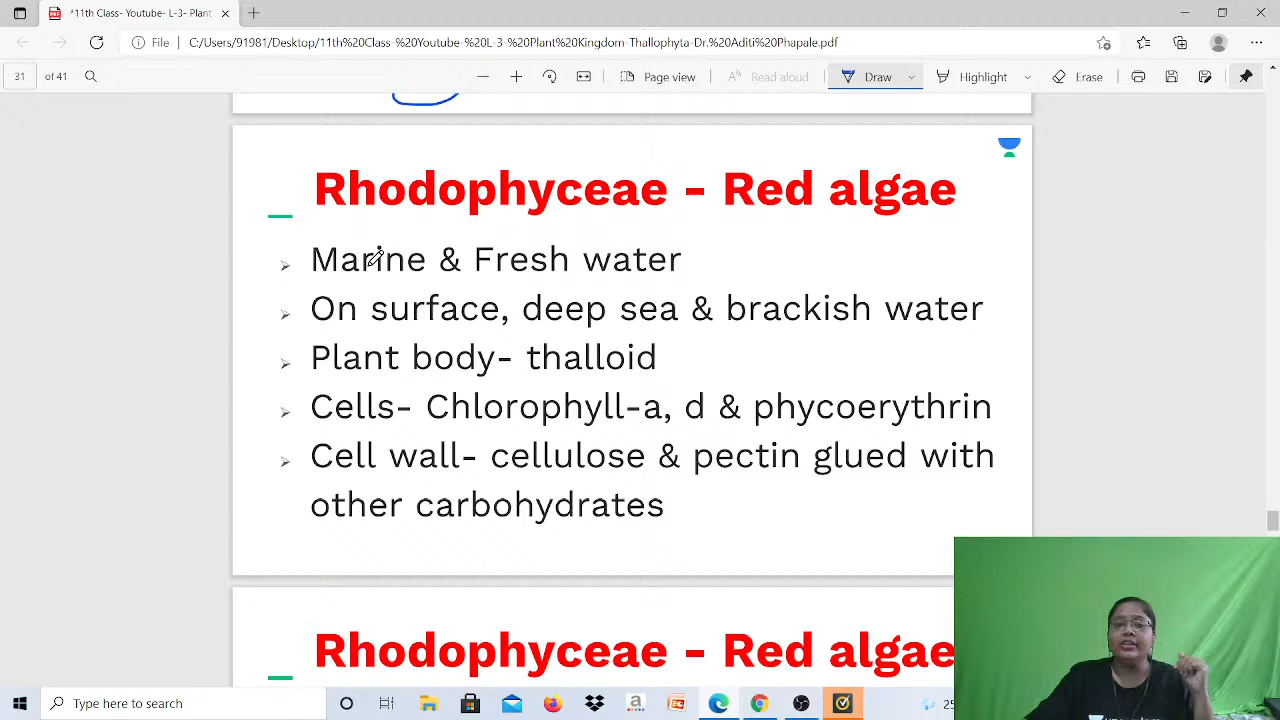 *11th Class- Youtube- L-3- Plant
File C:/Users/91981/Desktop/11th%20Class-%20Youtube%20L-3%20Plant%20Kingdom-Thallophyta-Dr.%20Aditi%20Phapale.pdf
31 of 41 Page view Read aloud Draw Highlight Erase
Rhodophyceae - Red algae
Marine & Fresh water
On surface, deep sea & brackish water
Plant body- thalloid
Cells- Chlorophyll-a, d & phycoerythrin
Cell wall- cellulose & pectin glued with
other carbohydrates
Rhodophyceae - Red algae
Type here to search